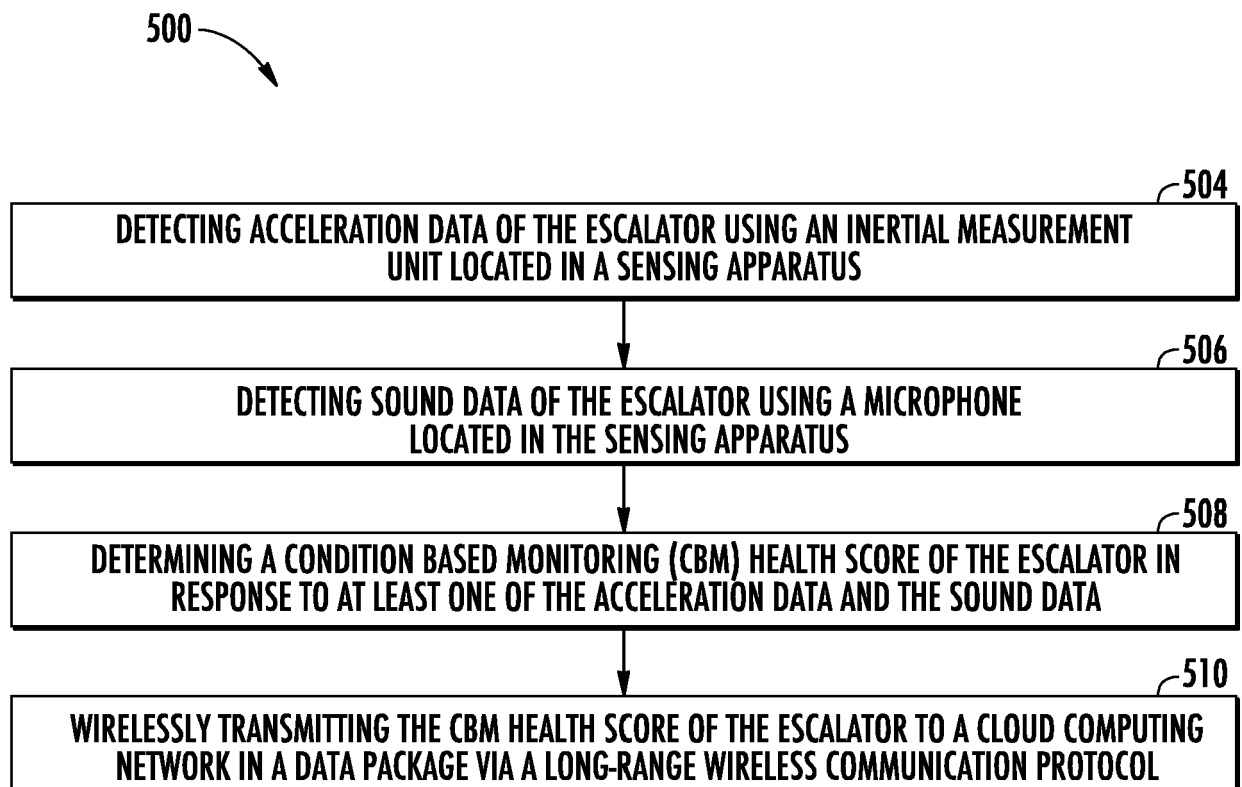 500
504
DETECTING ACCELERATION DATA OF THE ESCALATOR USING AN INERTIAL MEASUREMENT
UNIT LOCATED IN A SENSING APPARATUS
506
DETECTING SOUND DATA OF THE ESCALATOR USING A MICROPHONE
LOCATED IN THE SENSING APPARATUS
508
DETERMINING A CONDITION BASED MONITORING (CBM) HEALTH SCORE OF THE ESCALATOR IN
RESPONSE TO AT LEAST ONE OF THE ACCELERATION DATA AND THE SOUND DATA
510
WIRELESSLY TRANSMITTING THE CBM HEALTH SCORE OF THE ESCALATOR TO A CLOUD COMPUTING
NETWORK IN A DATA PACKAGE VIA A LONG-RANGE WIRELESS COMMUNICATION PROTOCOL